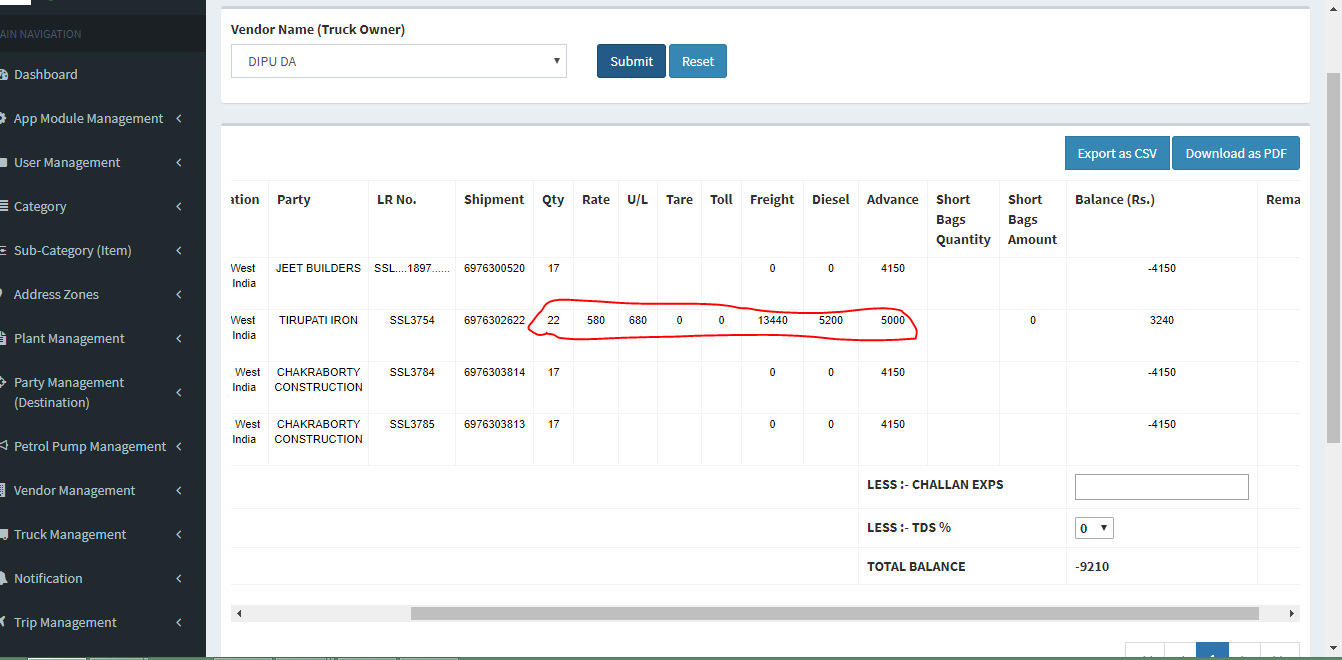 AIN NAVIGATION
Dashboard
App Module Management
User Management
Category
Sub-Category (Item)
Address Zones
Plant Management
Party Management
(Destination)
Petrol Pump Management
Vendor Management
Truck Management
Notification
Trip Management
Vendor Name (Truck Owner)
DIPU DA Submit Reset
Export as CSV Download as PDF
ation Party LR No. Shipment Qty Rate U/L Tare Toll Freight Diesel Advance Short Bags Quantity Short Bags Amount Balance (Rs.) Rema
West India JEET BUILDERS SSL....1897...... 6976300520 17 0 0 4150 -4150
West India TIRUPATI IRON SSL3754 6976302622 22 580 680 0 0 13440 5200 5000 0 3240
West India CHAKRABORTY CONSTRUCTION SSL3784 6976303814 17 0 0 4150 -4150
West India CHAKRABORTY CONSTRUCTION SSL3785 6976303813 17 0 0 4150 -4150
LESS :- CHALLAN EXPS
LESS :- TDS % 0
TOTAL BALANCE -9210